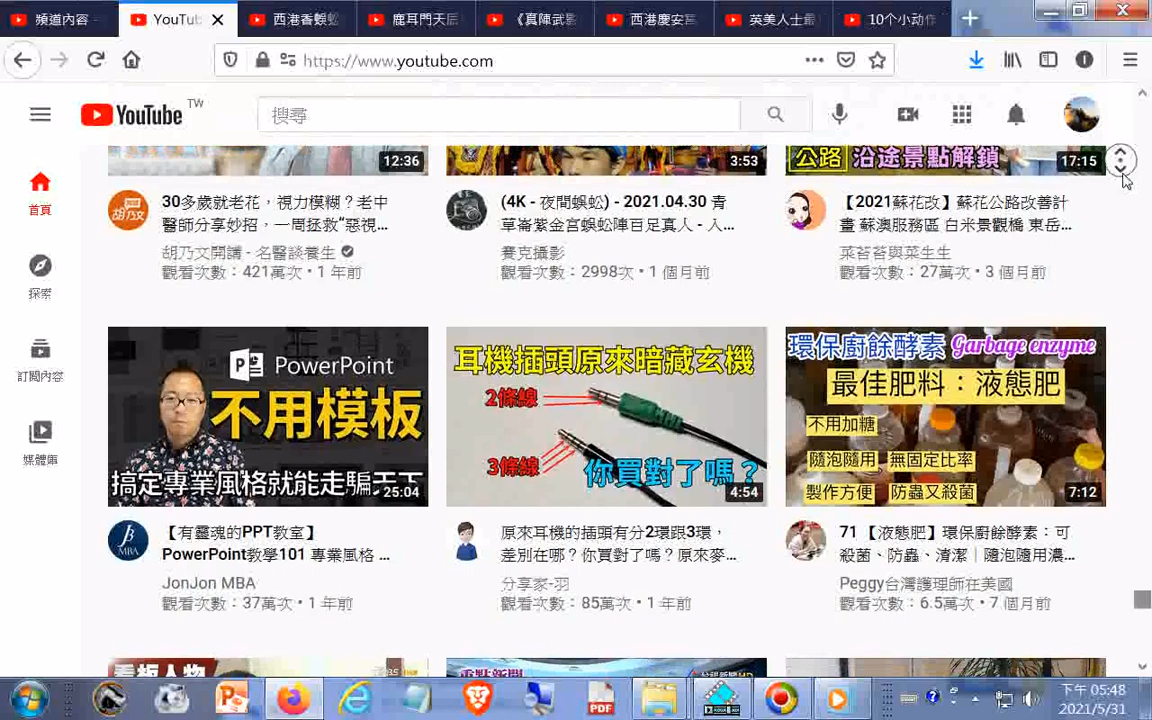 頻道內容
YouTu
西港香蜈蚣
鹿耳門天后
《真陳武
西港慶安宮
英美人士最
10个小动作
https://www.youtube.com
YouTube TW
搜尋
首頁
探索
訂閱內容
媒體庫
12:36
3:53
公路 沿途景點解鎖
17:15
胡乃文
30多歲就老花，視力模糊？老中
醫師分享妙招，一周拯救“惡視...
胡乃文開講 - 名醫談養生
觀看次數：421萬次 • 1 年前
(4K - 夜間蜈蚣) - 2021.04.30 青
草崙紫金宮蜈蚣陣百足真人 - 入...
賽克攝影
觀看次數：2998次 • 1 個月前
【2021蘇花改】蘇花公路改善計
畫 蘇澳服務區 白米景觀橋 東岳...
菜苔苔與菜生生
觀看次數：27萬次 • 3 個月前
PowerPoint
不用模板
搞定專業風格就能走騙天下
25:04
耳機插頭原來暗藏玄機
2條線
3條線
你買對了嗎？
4:54
環保廚餘酵素 Garbage enzyme
最佳肥料：液態肥
不用加糖
隨泡隨用 無固定比率
製作方便 防蟲又殺菌
7:12
MBA
【有靈魂的PPT教室】
PowerPoint教學101 專業風格 ...
JonJon MBA
觀看次數：37萬次 • 1 年前
原來耳機的插頭有分2環跟3環，
差別在哪？你買對了嗎？原來麥...
分享家-羽
觀看次數：85萬次 • 1 年前
71 【液態肥】環保廚餘酵素：可
殺菌、防蟲、清潔｜隨泡隨用濃...
Peggy台灣護理師在美國
觀看次數：6.5萬次 • 7 個月前
看板人物
重點新聞
PDF
下午 05:48
2021/5/31